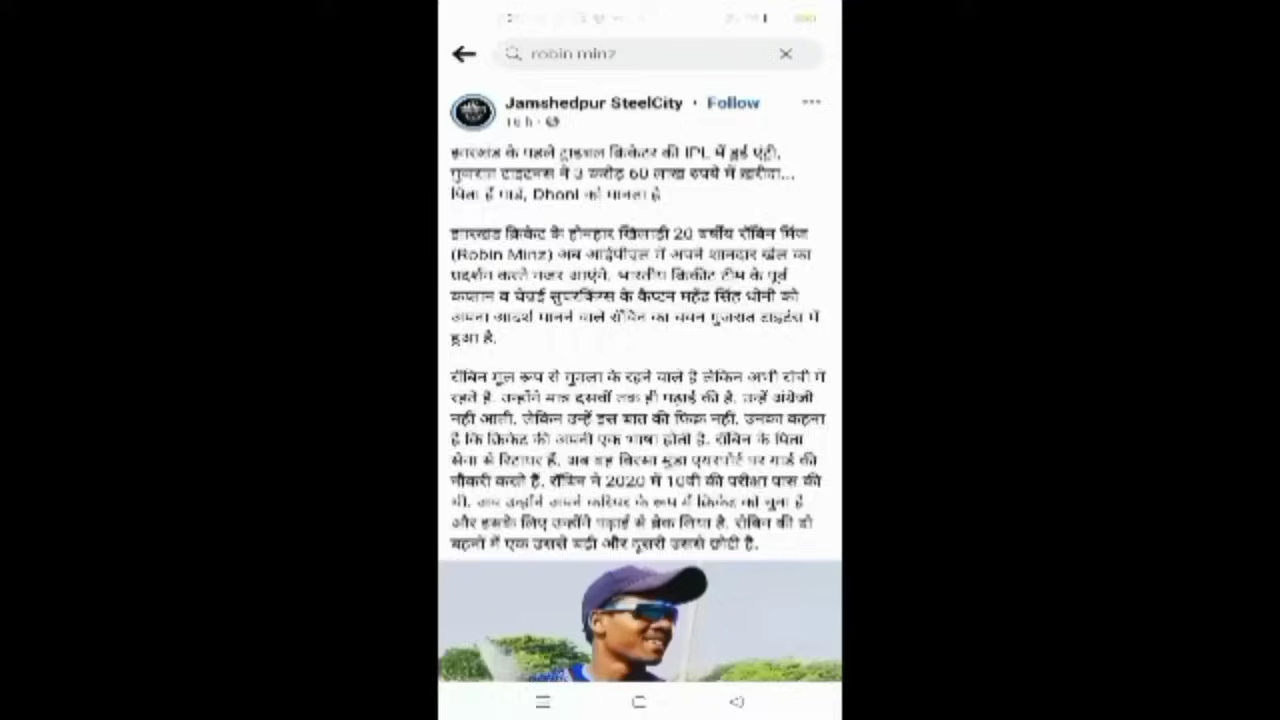 robin minz
Jamshedpur SteelCity · Follow
16 h
झारखंड के पहले ट्राइबल क्रिकेटर की IPL में हुई एंट्री,
गुजरात टाइटन्स ने 3 करोड़ 60 लाख रुपये में खरीदा...
पिता हैं गार्ड, Dhoni को मानता है
झारखंड क्रिकेट के होनहार खिलाड़ी 20 वर्षीय रॉबिन मिंज
(Robin Minz) अब आईपीएल में अपने शानदार खेल का
प्रदर्शन करते नजर आएंगे. भारतीय क्रिकेट टीम के पूर्व
कप्तान व चेन्नई सुपरकिंग्स के कैप्टन महेंद्र सिंह धोनी को
अपना आदर्श मानने वाले रॉबिन का चयन गुजरात टाइटंस में
हुआ है.
रॉबिन मूल रूप से गुमला के रहने वाले है लेकिन अभी रांची में
रहते है. उन्होंने मात्र दसवीं तक ही पढ़ाई की है. उन्हें अंग्रेजी
नही आती. लेकिन उन्हें इस बात की फिक्र नही. उनका कहना
है कि क्रिकेट की अपनी एक भाषा होती है. रॉबिन के पिता
सेना से रिटायर हैं. अब वह बिरसा मुंडा एयरपोर्ट पर गार्ड की
नौकरी करते हैं. रॉबिन ने 2020 में 10वीं की परीक्षा पास की
थी. अब उन्होंने अपने करियर के रूप में क्रिकेट को चुना है
और इसके लिए उन्होंने पढ़ाई से ब्रेक लिया है. रॉबिन की दो
बहनों में एक उससे बड़ी और दूसरी उससे छोटी है.